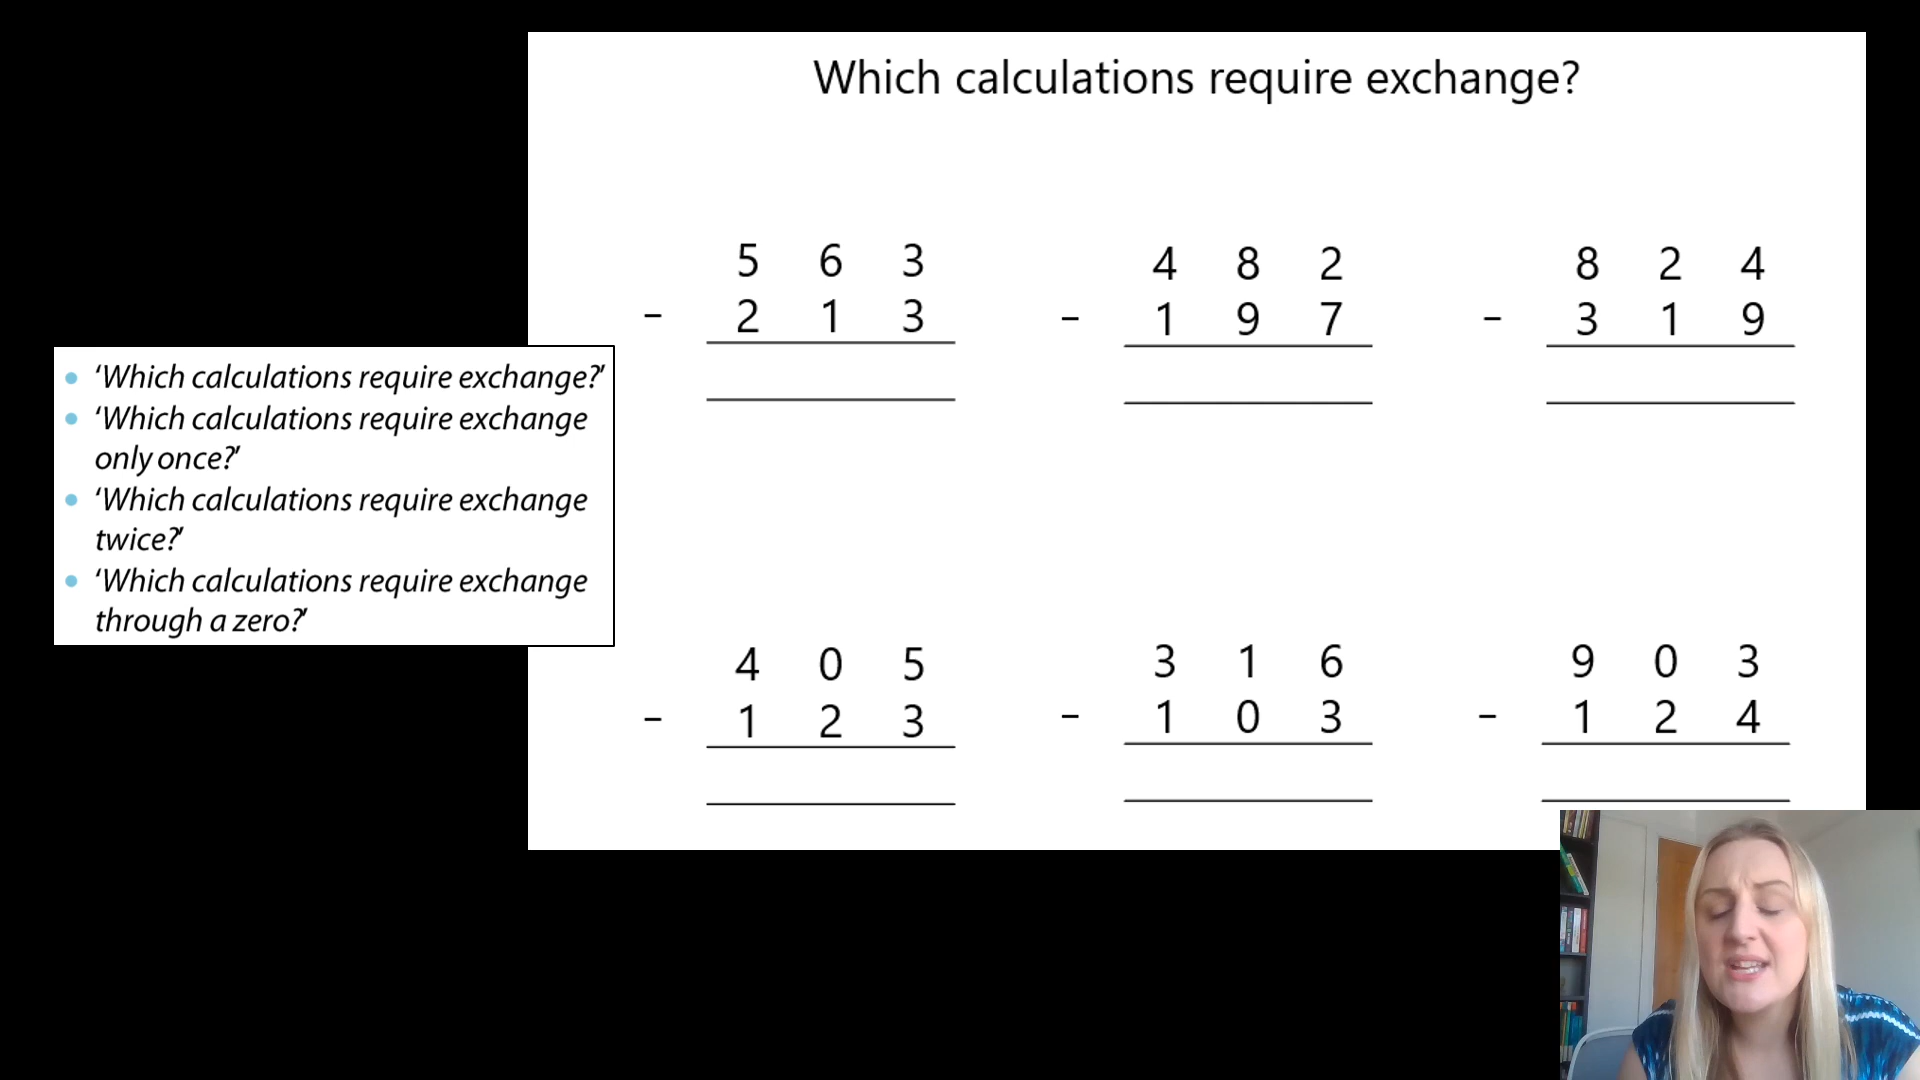 Which calculations require exchange?
5 6 3
- 2 1 3
4 8 2
- 1 9 7
8 2 4
- 3 1 9
• ‘Which calculations require exchange?’
• ‘Which calculations require exchange
only once?’
• ‘Which calculations require exchange
twice?’
• ‘Which calculations require exchange
through a zero?’
4 0 5
- 1 2 3
3 1 6
- 1 0 3
9 0 3
- 1 2 4